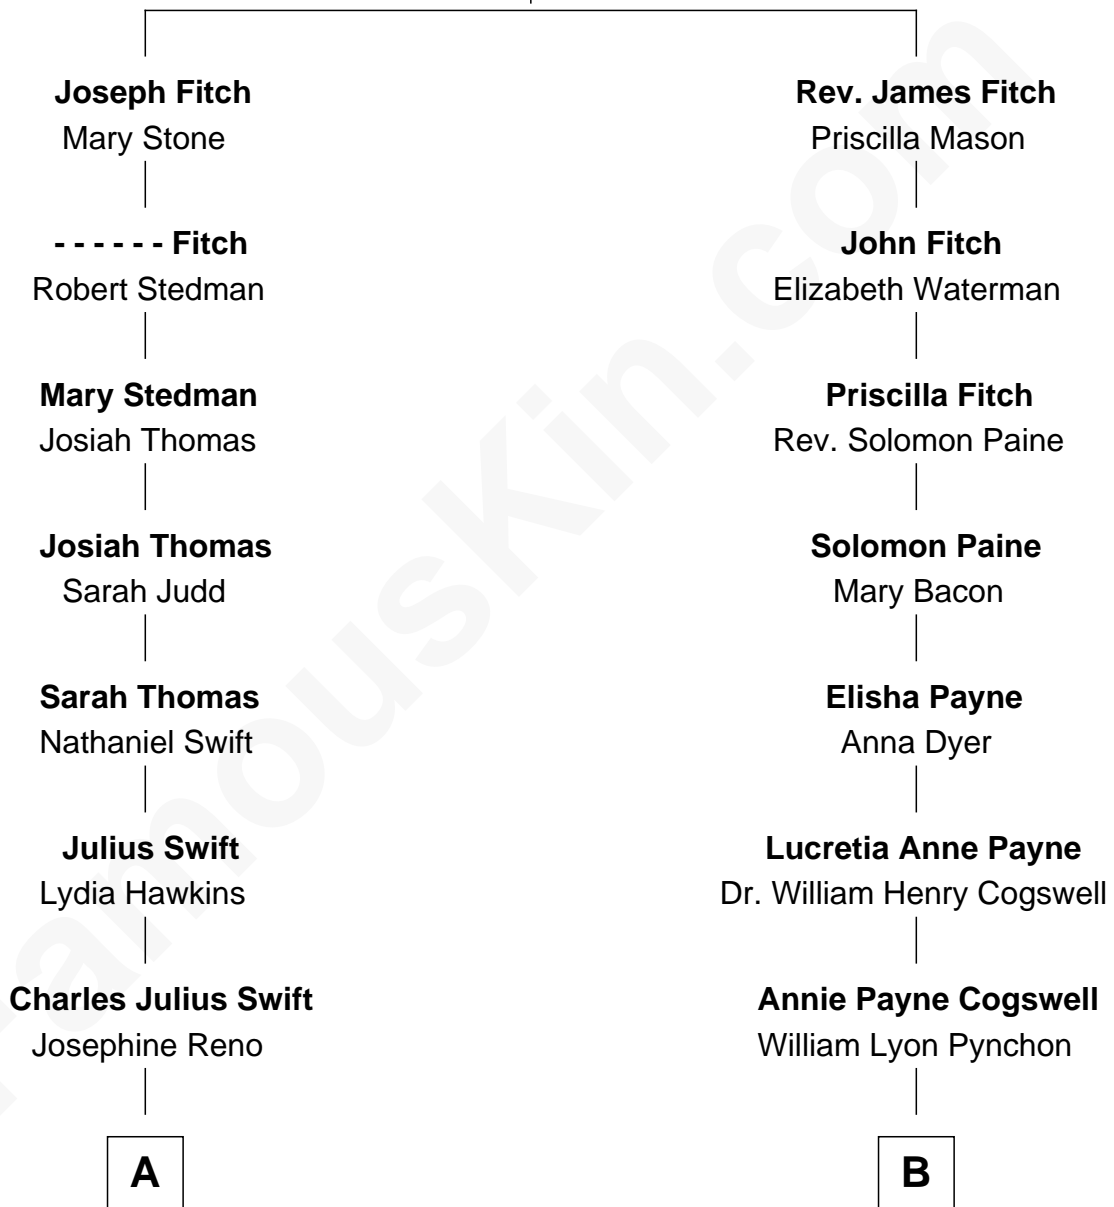 Joseph Fitch
Mary Stone
- - - - - - Fitch
Robert Stedman
Mary Stedman
Josiah Thomas
Josiah Thomas
Sarah Judd
Sarah Thomas
Nathaniel Swift
Julius Swift
Lydia Hawkins
Charles Julius Swift
Josephine Reno
A
Rev. James Fitch
Priscilla Mason
John Fitch
Elizabeth Waterman
Priscilla Fitch
Rev. Solomon Paine
Solomon Paine
Mary Bacon
Elisha Payne
Anna Dyer
Lucretia Anne Payne
Dr. William Henry Cogswell
Annie Payne Cogswell
William Lyon Pynchon
B
FamousKin.com